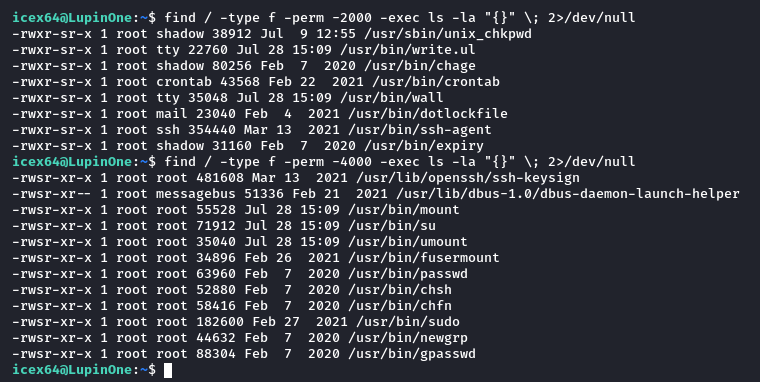 icex64@LupinOne:~$ find / -type f -perm -2000 -exec ls -la "{}" \; 2>/dev/null
-rwxr-sr-x 1 root shadow 38912 Jul  9 12:55 /usr/sbin/unix_chkpwd
-rwxr-sr-x 1 root tty 22760 Jul 28 15:09 /usr/bin/write.ul
-rwxr-sr-x 1 root shadow 80256 Feb  7  2020 /usr/bin/chage
-rwxr-sr-x 1 root crontab 43568 Feb 22  2021 /usr/bin/crontab
-rwxr-sr-x 1 root tty 35048 Jul 28 15:09 /usr/bin/wall
-rwxr-sr-x 1 root mail 23040 Feb  4  2021 /usr/bin/dotlockfile
-rwxr-sr-x 1 root ssh 354440 Mar 13  2021 /usr/bin/ssh-agent
-rwxr-sr-x 1 root shadow 31160 Feb  7  2020 /usr/bin/expiry
icex64@LupinOne:~$ find / -type f -perm -4000 -exec ls -la "{}" \; 2>/dev/null
-rwsr-xr-x 1 root root 481608 Mar 13  2021 /usr/lib/openssh/ssh-keysign
-rwsr-xr-- 1 root messagebus 51336 Feb 21  2021 /usr/lib/dbus-1.0/dbus-daemon-launch-helper
-rwsr-xr-x 1 root root 55528 Jul 28 15:09 /usr/bin/mount
-rwsr-xr-x 1 root root 71912 Jul 28 15:09 /usr/bin/su
-rwsr-xr-x 1 root root 35040 Jul 28 15:09 /usr/bin/umount
-rwsr-xr-x 1 root root 34896 Feb 26  2021 /usr/bin/fusermount
-rwsr-xr-x 1 root root 63960 Feb  7  2020 /usr/bin/passwd
-rwsr-xr-x 1 root root 52880 Feb  7  2020 /usr/bin/chsh
-rwsr-xr-x 1 root root 58416 Feb  7  2020 /usr/bin/chfn
-rwsr-xr-x 1 root root 182600 Feb 27  2021 /usr/bin/sudo
-rwsr-xr-x 1 root root 44632 Feb  7  2020 /usr/bin/newgrp
-rwsr-xr-x 1 root root 88304 Feb  7  2020 /usr/bin/gpasswd
icex64@LupinOne:~$